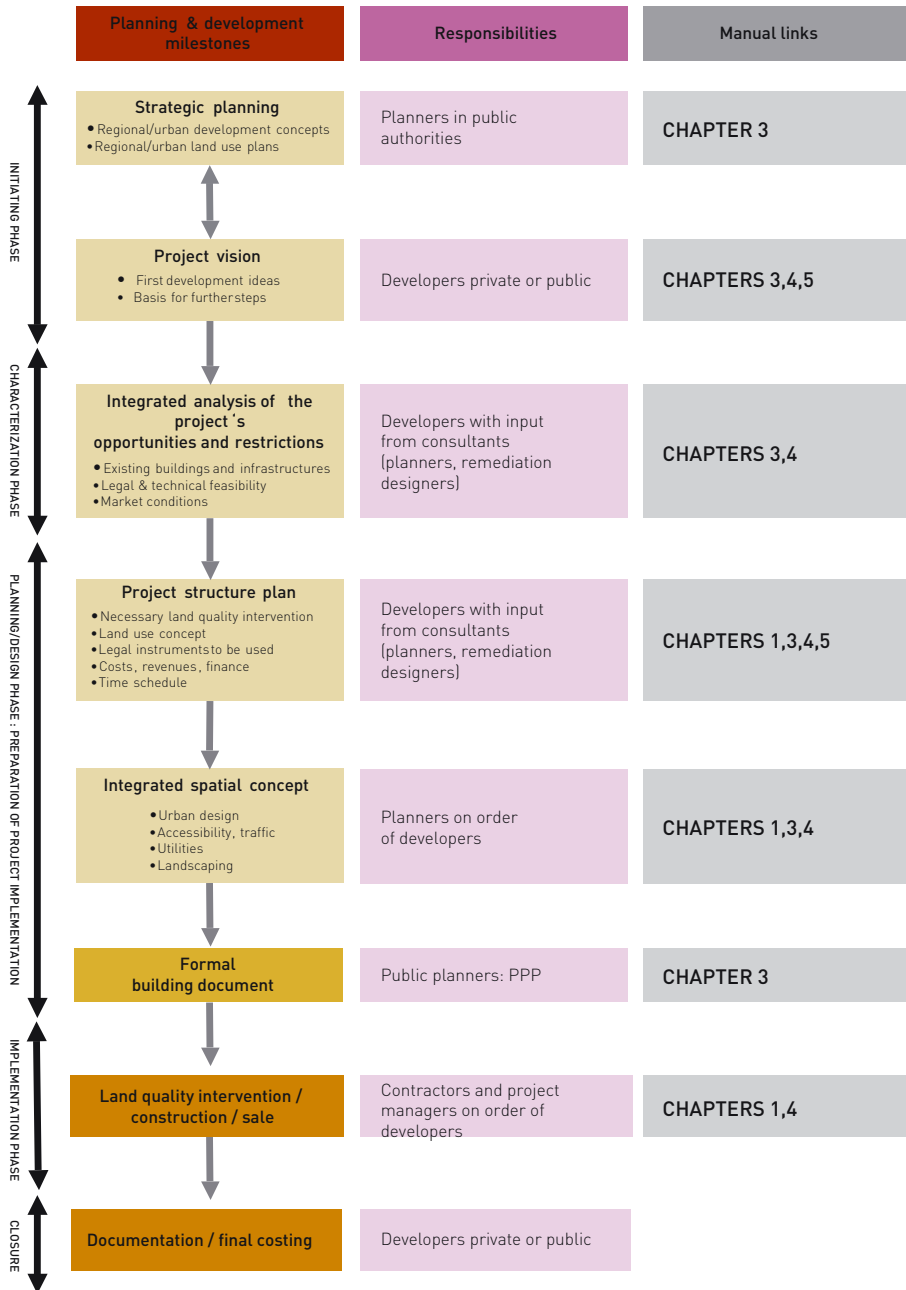 Planning & development
milestones
Responsibilities
Manual links
INITIATING PHASE
Strategic planning
• Regional/urban development concepts
• Regional/urban land use plans
Planners in public
authorities
CHAPTER 3
Project vision
• First development ideas
• Basis for furthersteps
Developers private or public
CHAPTERS 3,4,5
CHARACTERIZATION PHASE
Integrated analysis of the
project‘s
opportunities and restrictions
• Existing buildings and infrastructures
• Legal & technical feasibility
• Market conditions
Developers with input
from consultants
(planners, remediation
designers)
CHAPTERS 3,4
PLANNING/DESIGN PHASE : PREPARATION OF PROJECT IMPLEMENTATION
Project structure plan
• Necessary land quality intervention
• Land use concept
• Legal instruments to be used
• Costs, revenues, finance
• Time schedule
Developers with input
from consultants
(planners, remediation
designers)
CHAPTERS 1,3,4,5
Integrated spatial concept
• Urban design
• Accessibility, traffic
• Utilities
• Landscaping
Planners on order
of developers
CHAPTERS 1,3,4
Formal
building document
Public planners: PPP
CHAPTER 3
IMPLEMENTATION PHASE
Land quality intervention /
construction / sale
Contractors and project
managers on order of
developers
CHAPTERS 1,4
CLOSURE
Documentation / final costing
Developers private or public